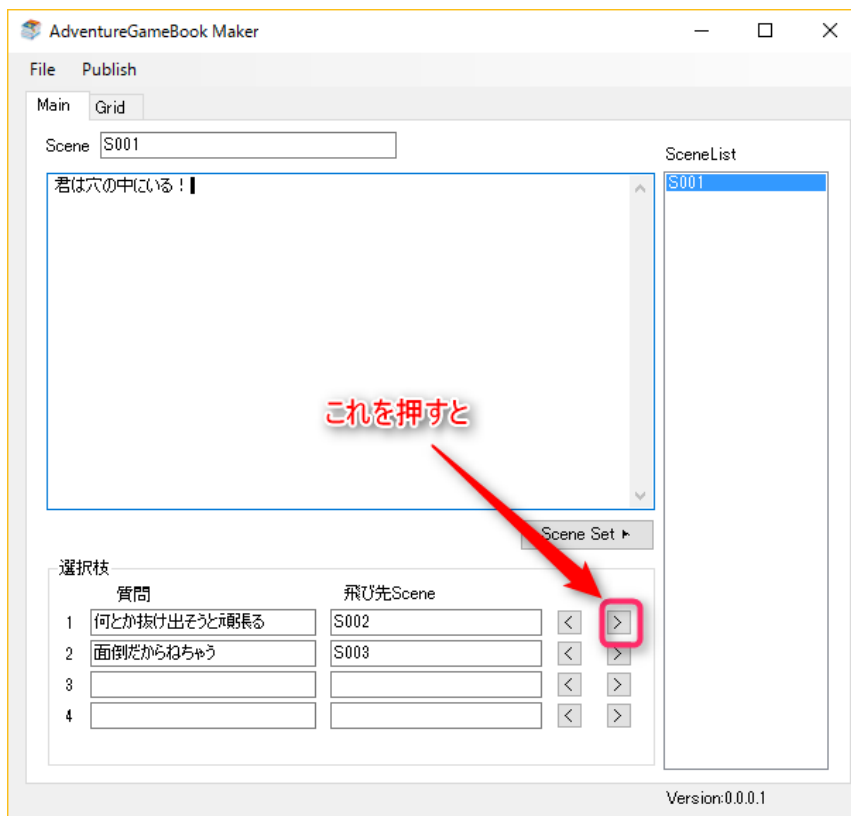 AdventureGameBook Maker
File Publish
Main Grid
Scene S001
SceneList
S001
君は穴の中にいる！
これを押すと
Scene Set
選択枝
質問 飛び先Scene
1 何とか抜け出そうと頑張る S002 < >
2 面倒だからねちゃう S003 < >
3 < >
4 < >
Version:0.0.0.1